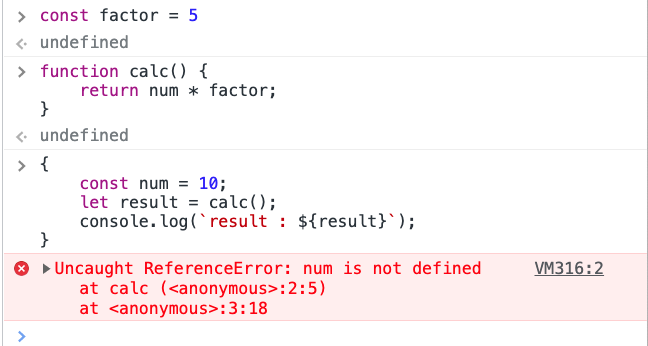 > const factor = 5
<· undefined
> function calc() {
    return num * factor;
}
<· undefined
> {
    const num = 10;
    let result = calc();
    console.log(`result : ${result}`);
}
▶Uncaught ReferenceError: num is not defined VM316:2
    at calc (<anonymous>:2:5)
    at <anonymous>:3:18
>